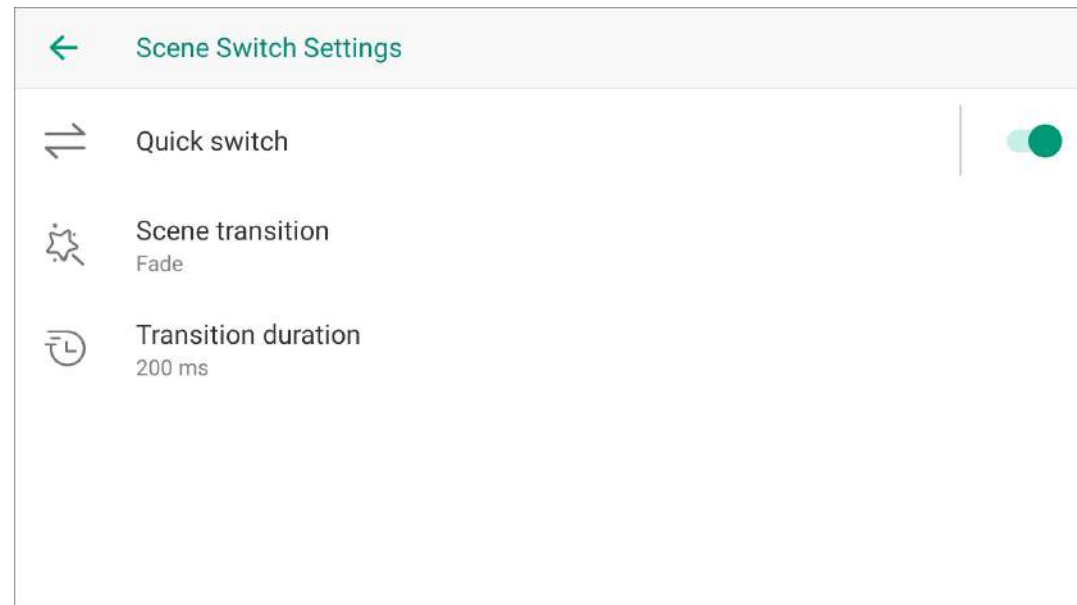 Scene Switch Settings
Quick switch
Scene transition
Fade
Transition duration
200 ms